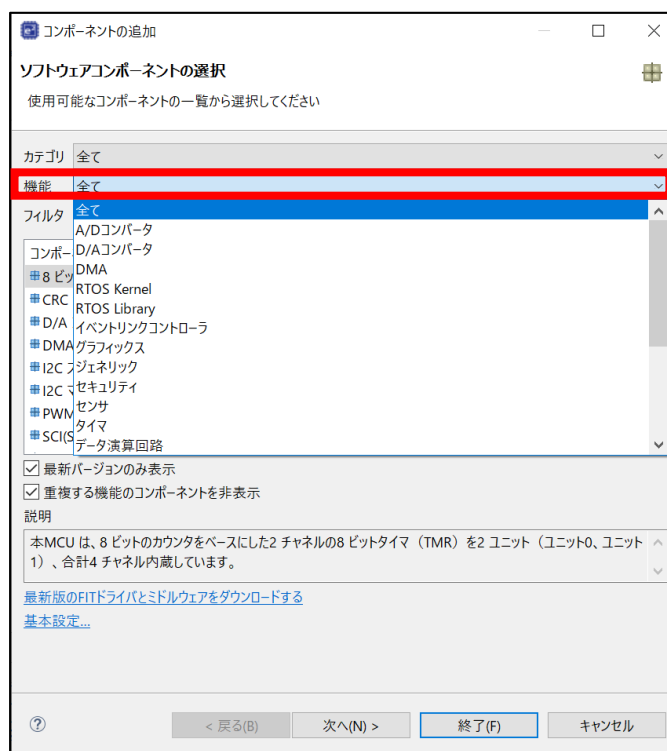 コンポーネントの追加
ソフトウェアコンポーネントの選択
使用可能なコンポーネントの一覧から選択してください
カテゴリ 全て
機能 全て
フィルタ
全て
A/Dコンバータ
D/Aコンバータ
DMA
RTOS Kernel
RTOS Library
イベントリンクコントローラ
グラフィックス
ジェネリック
セキュリティ
センサ
タイマ
データ演算回路
コンポー
8 ビッ
CRC
D/A
DMA
I2C
I2C
PWM
SCI(S
最新バージョンのみ表示
重複する機能のコンポーネントを非表示
説明
本MCU は、8 ビットのカウンタをベースにした2 チャネルの8 ビットタイマ（TMR）を2 ユニット（ユニット0、ユニット
1）、合計4 チャネル内蔵しています。
最新版のFITドライバとミドルウェアをダウンロードする
基本設定...
? < 戻る(B) 次へ(N) > 終了(F) キャンセル